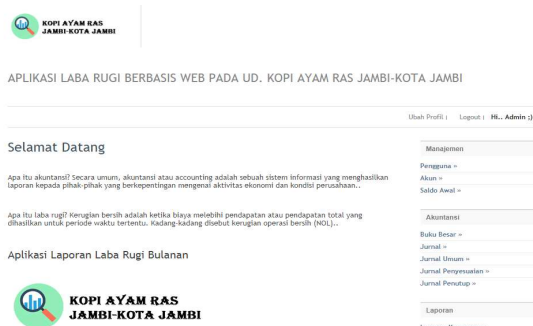 KOPI AYAM RAS
JAMBI-KOTA JAMBI
APLIKASI LABA RUGI BERBASIS WEB PADA UD. KOPI AYAM RAS JAMBI-KOTA JAMBI
Ubah Profil | Logout | Hi.. Admin ;)
Selamat Datang
Apa itu akuntansi? Secara umum, akuntansi atau accounting adalah sebuah sistem informasi yang menghasilkan
laporan kepada pihak-pihak yang berkepentingan mengenai aktivitas ekonomi dan kondisi perusahaan..
Apa itu laba rugi? Kerugian bersih adalah ketika biaya melebihi pendapatan atau pendapatan total yang
dihasilkan untuk periode waktu tertentu. Kadang-kadang disebut kerugian operasi bersih (NOL)..
Aplikasi Laporan Laba Rugi Bulanan
KOPI AYAM RAS
JAMBI-KOTA JAMBI
Manajemen
Pengguna »
Akun »
Saldo Awal »
Akuntansi
Buku Besar »
Jurnal »
Jurnal Umum »
Jurnal Penyesuaian »
Jurnal Penutup »
Laporan